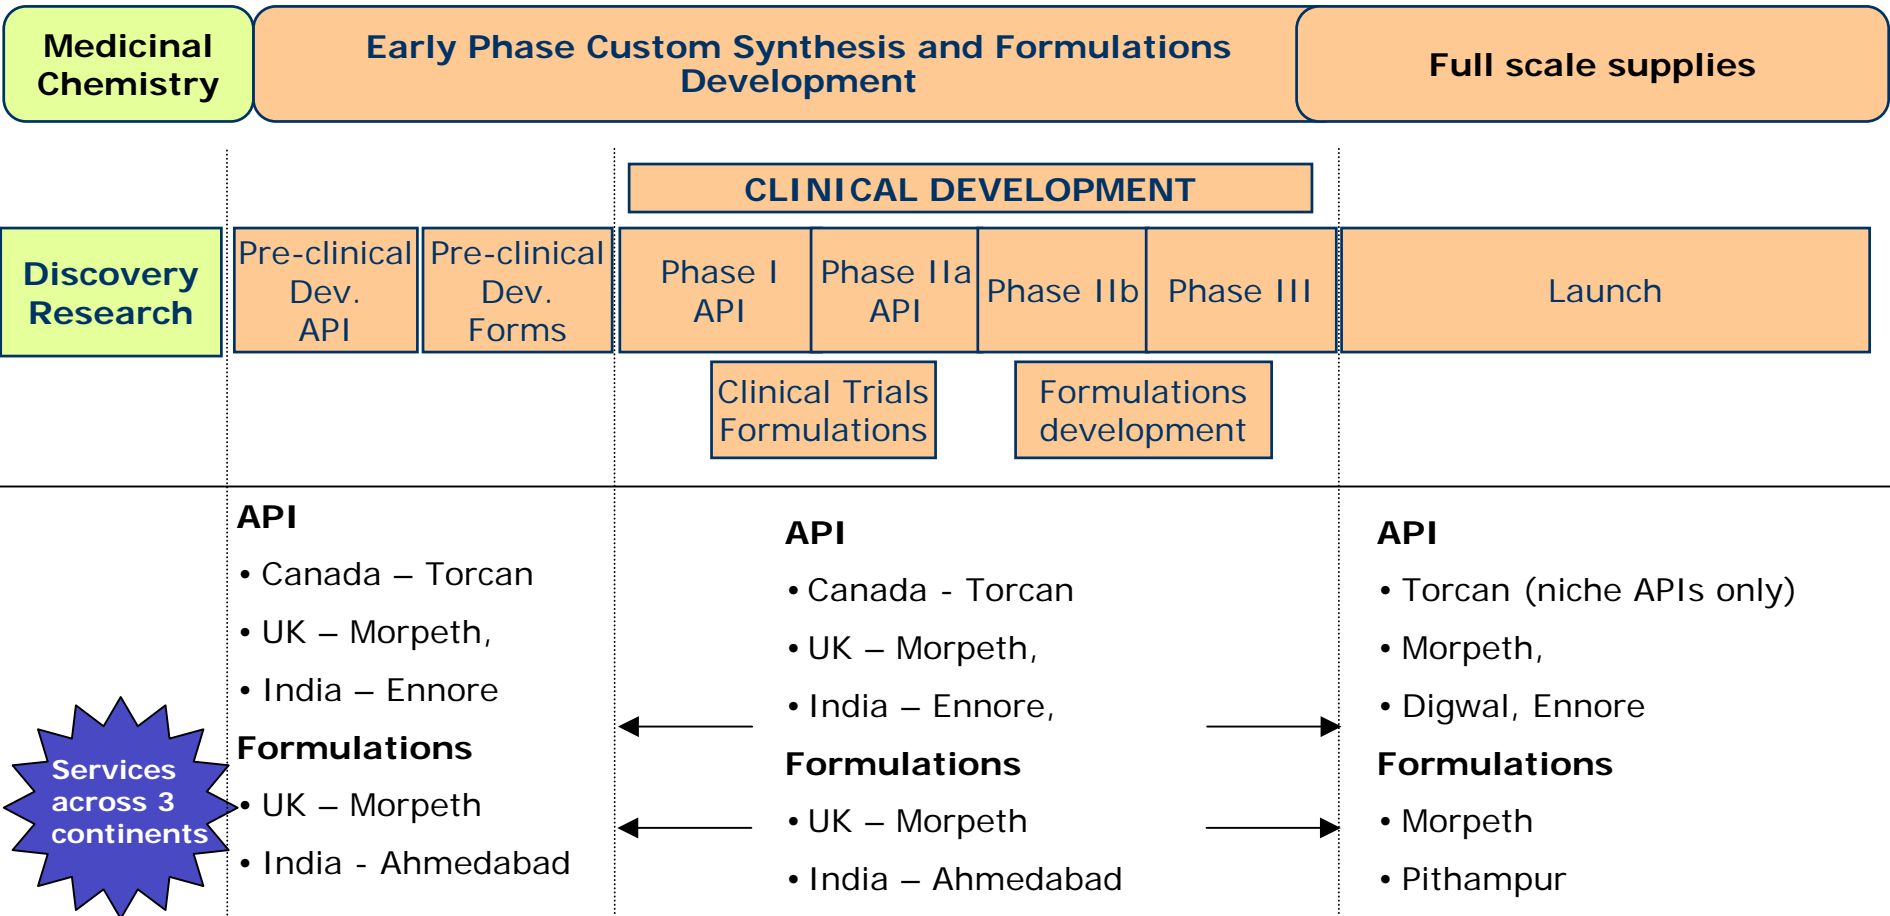 Medicinal
Chemistry
Early Phase Custom Synthesis and Formulations
Development
Full scale supplies
CLINICAL DEVELOPMENT
Discovery
Research
Pre-clinical
Dev.
API
Pre-clinical
Dev.
Forms
Phase I
API
Phase IIa
API
Phase IIb
Phase III
Launch
Clinical Trials
Formulations
Formulations
development
API
• Canada – Torcan
• UK – Morpeth,
• India – Ennore
Formulations
• UK – Morpeth
• India - Ahmedabad
API
• Canada - Torcan
• UK – Morpeth,
• India – Ennore,
Formulations
• UK – Morpeth
• India – Ahmedabad
API
• Torcan (niche APIs only)
• Morpeth,
• Digwal, Ennore
Formulations
• Morpeth
• Pithampur
Services
across 3
continents